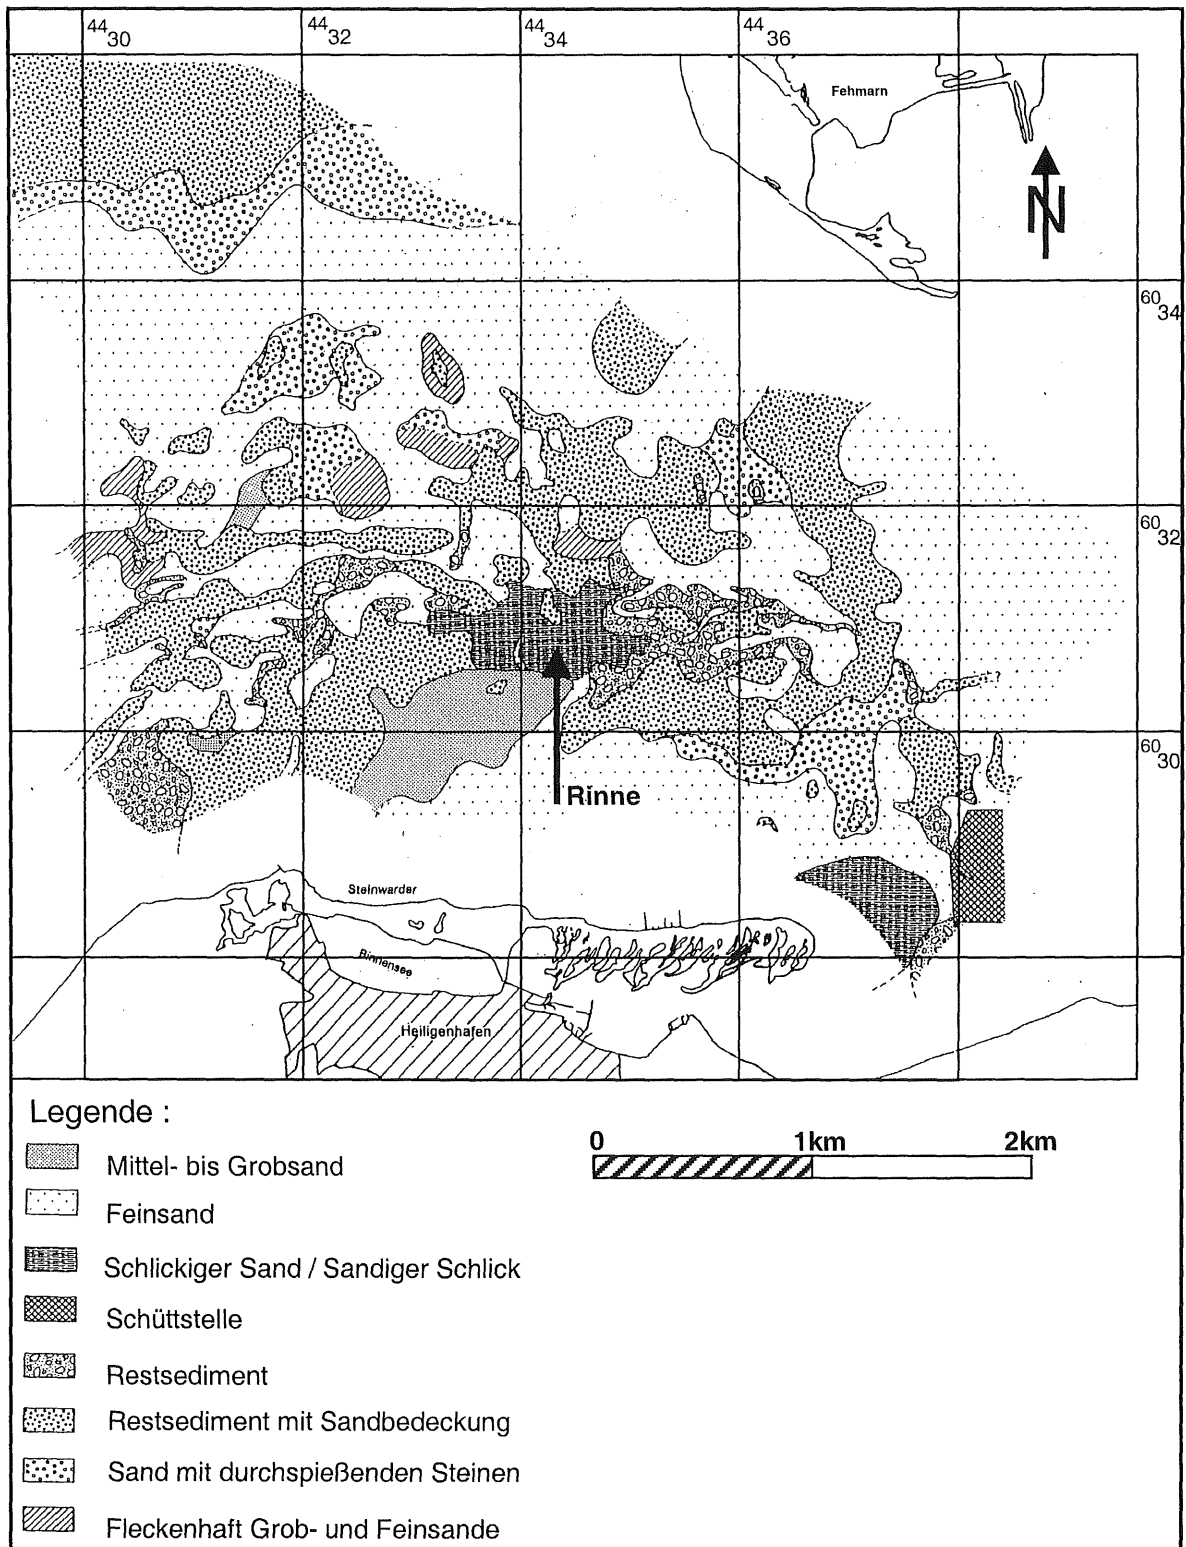 44 30
44 32
44 34
44 36
Fehmarn
N
60 34
60 32
60 30
Rinne
Steinwarder
Binnensee
Heiligenhafen
Legende :
0 1km 2km
Mittel- bis Grobsand
Feinsand
Schlickiger Sand / Sandiger Schlick
Schüttstelle
Restsediment
Restsediment mit Sandbedeckung
Sand mit durchspießenden Steinen
Fleckenhaft Grob- und Feinsande